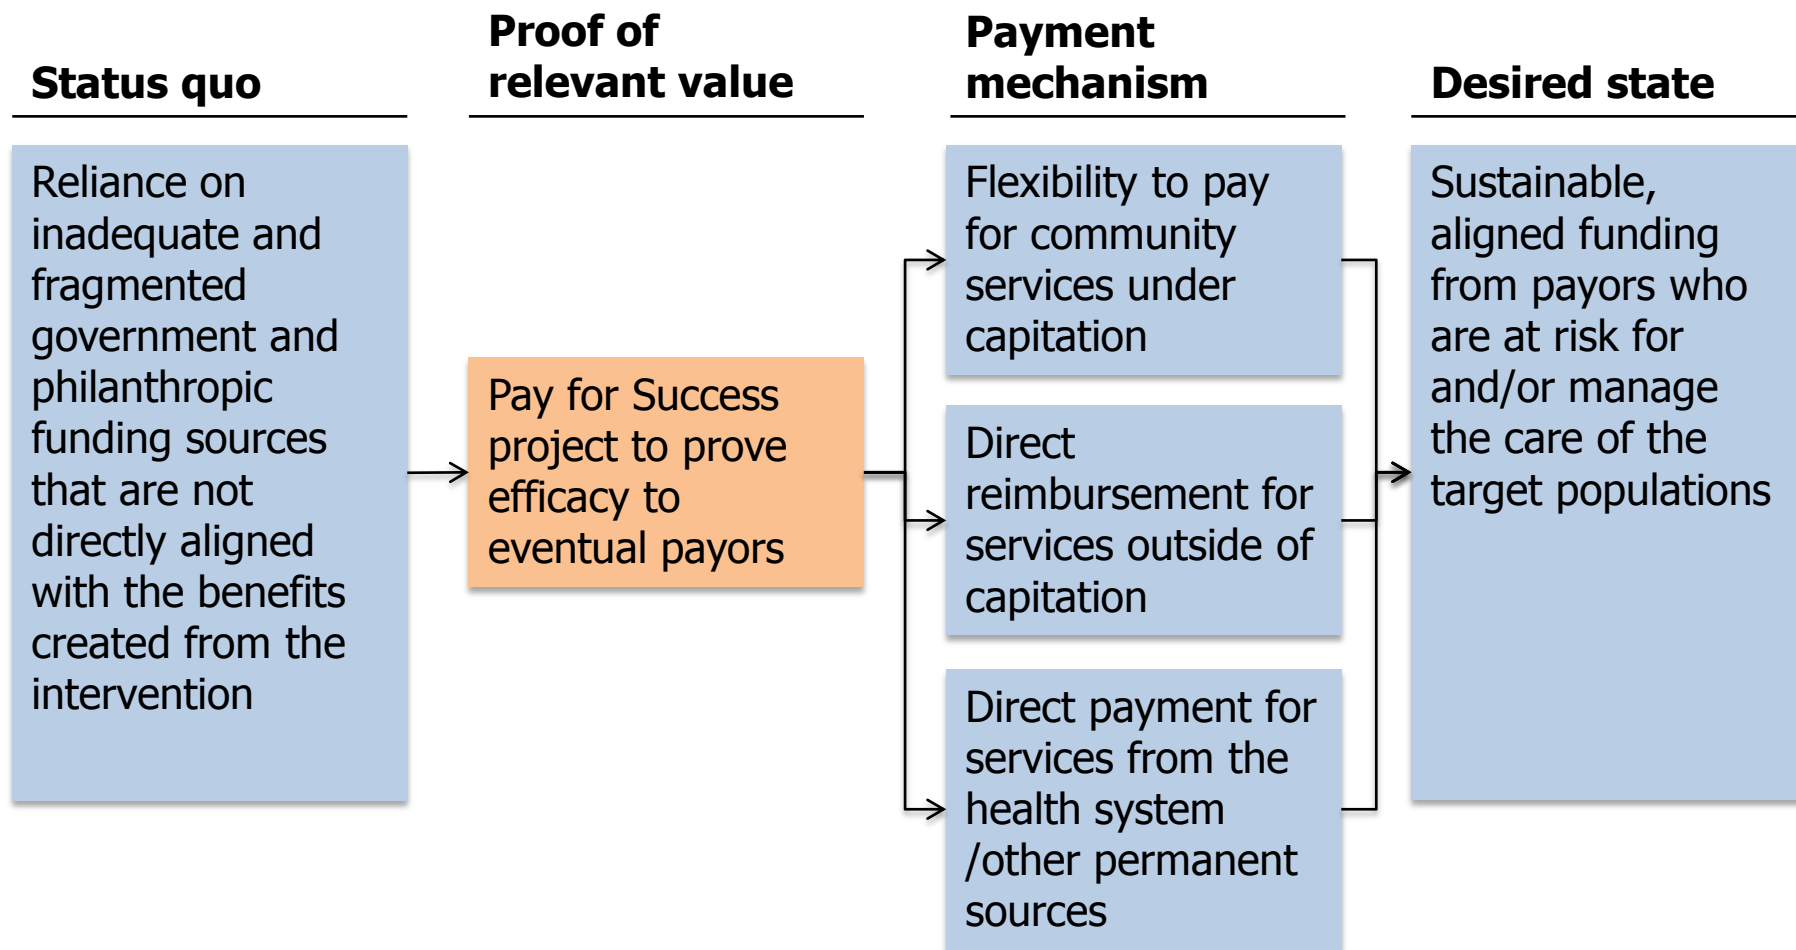 Status quo
Proof of
relevant value
Payment
mechanism
Desired state
Reliance on
inadequate and
fragmented
government and
philanthropic
funding sources
that are not
directly aligned
with the benefits
created from the
intervention
Pay for Success
project to prove
efficacy to
eventual payors
Flexibility to pay
for community
services under
capitation
Direct
reimbursement for
services outside of
capitation
Direct payment for
services from the
health system
/other permanent
sources
Sustainable,
aligned funding
from payors who
are at risk for
and/or manage
the care of the
target populations